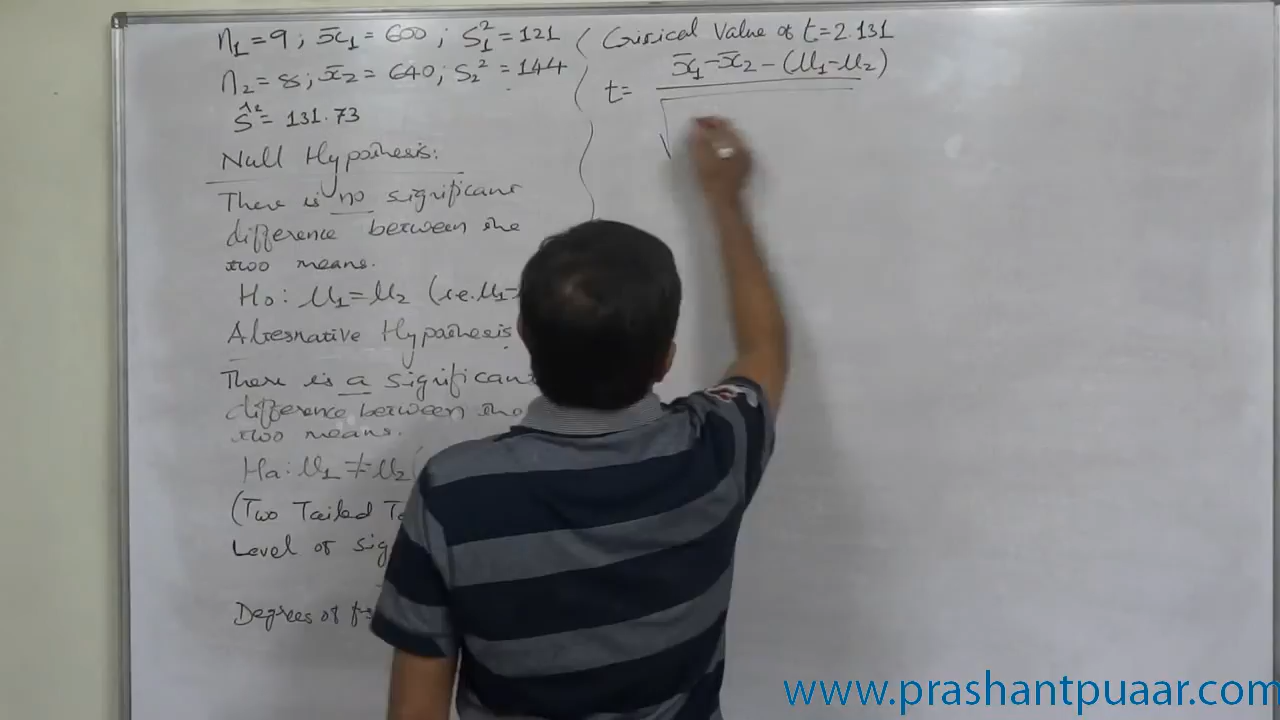 n₁ = 9 ; x̄₁ = 600 ; S₁² = 121
n₂ = 8 ; x̄₂ = 640 ; S₂² = 144
Ŝ² = 131.73
Null Hypothesis:
There is no significant
difference between the
two means.
H₀ : μ₁ = μ₂ (i.e. μ₁-
Alternative Hypothesis
There is a significan
difference between the
two means.
Ha : μ₁ ≠ μ₂ (
(Two Tailed Te
Level of sig
Degrees of f
Critical Value of t = 2.131
t = x̄₁ - x̄₂ - (μ₁ - μ₂)
www.prashantpuaar.com